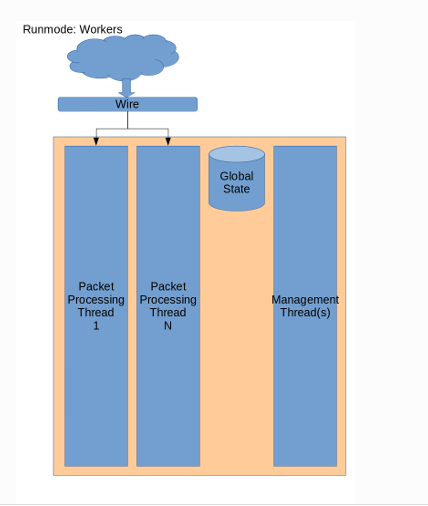 Runmode: Workers
Wire
Global
State
Packet
Processing
Thread
1
Packet
Processing
Thread
N
Management
Thread(s)